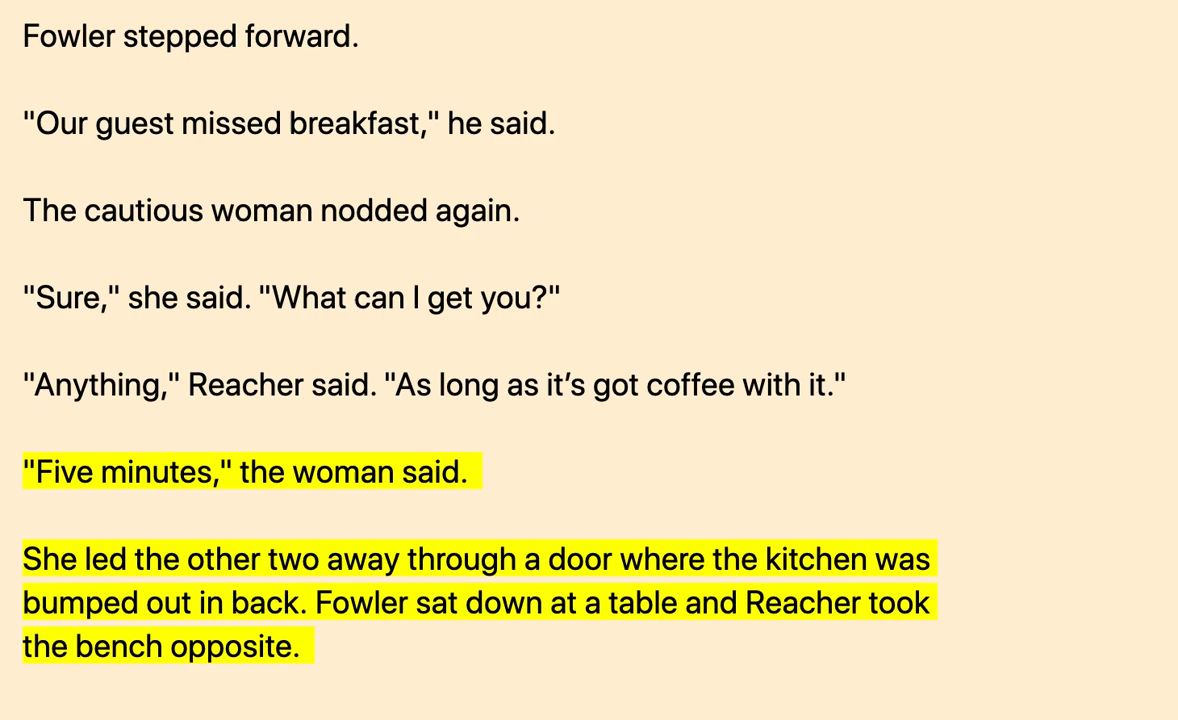 Fowler stepped forward.
"Our guest missed breakfast," he said.
The cautious woman nodded again.
"Sure," she said. "What can I get you?"
"Anything," Reacher said. "As long as it’s got coffee with it."
"Five minutes," the woman said.
She led the other two away through a door where the kitchen was
bumped out in back. Fowler sat down at a table and Reacher took
the bench opposite.